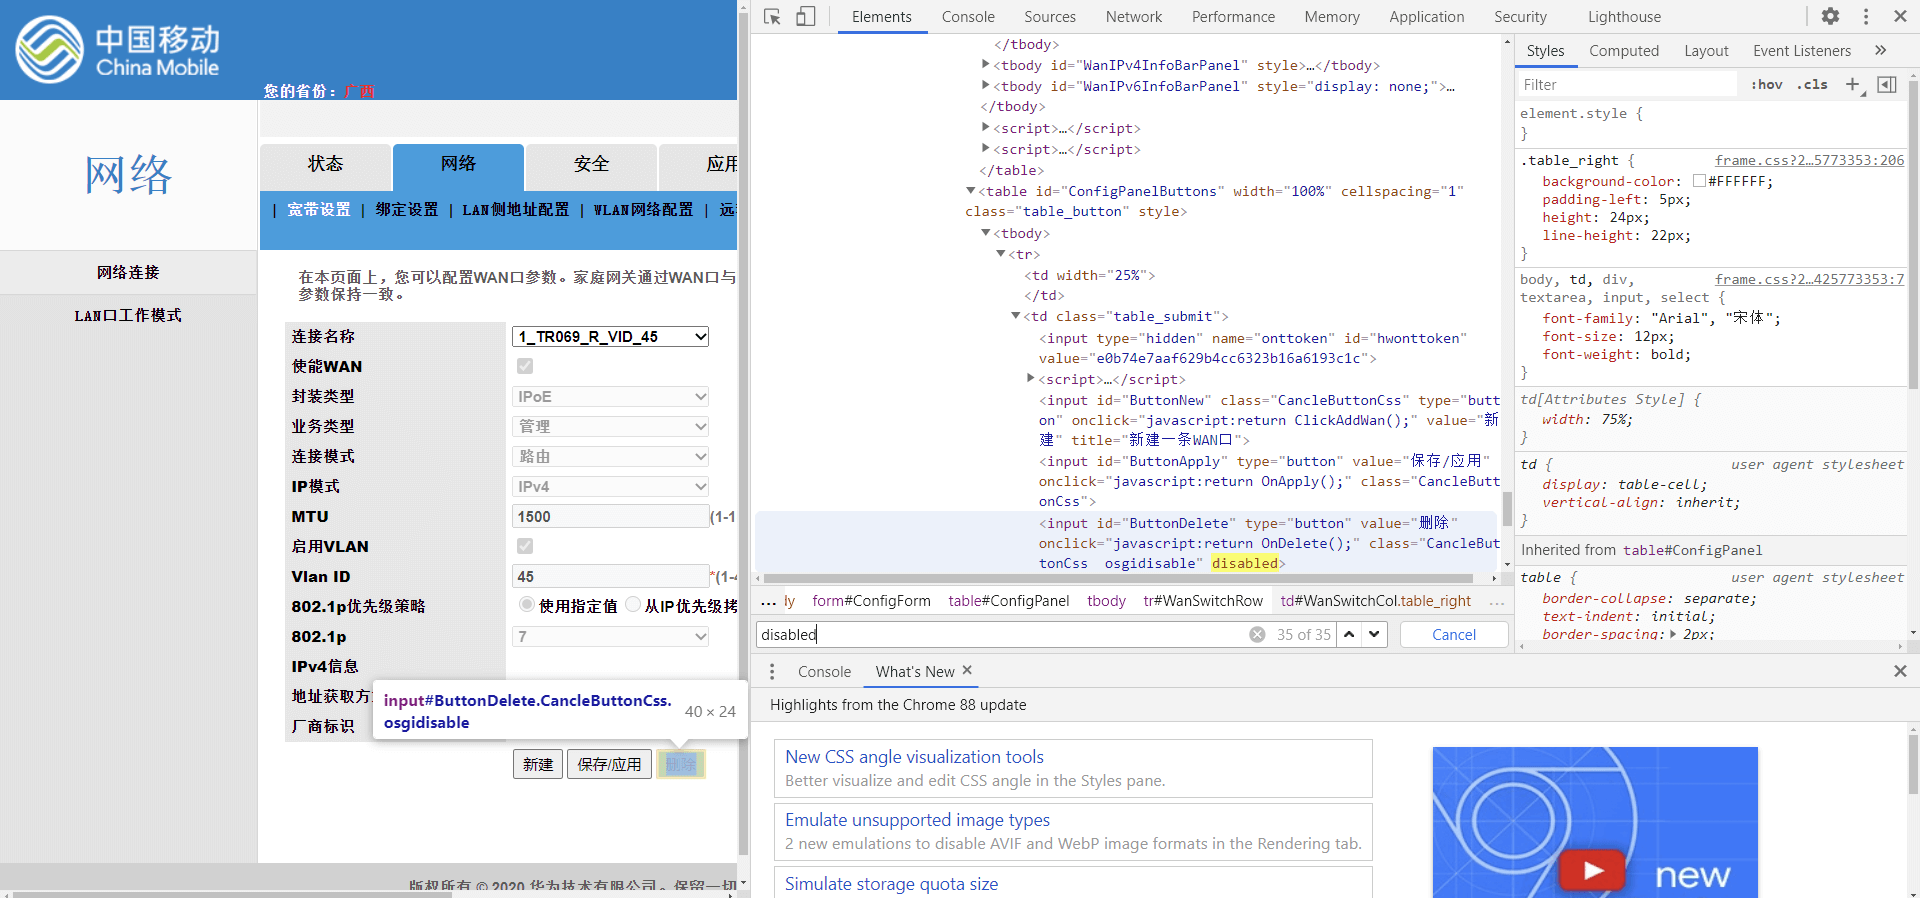 中国移动
China Mobile
您的省份：广西
网络
状态
网络
安全
应用
| 宽带设置 | 绑定设置 | LAN侧地址配置 | WLAN网络配置 |
网络连接
LAN口工作模式
在本页面上，您可以配置WAN口参数。家庭网关通过WAN口与
参数保持一致。
连接名称 1_TR069_R_VID_45
使能WAN
封装类型 IPoE
业务类型 管理
连接模式 路由
IP模式 IPv4
MTU 1500 (1-1
启用VLAN
Vlan ID 45 *(1-4
802.1p优先级策略 使用指定值 从IP优先级拷
802.1p 7
IPv4信息
地址获取方
厂商标识
input#ButtonDelete.CancleButtonCss.
osgidisable
40 × 24
新建 保存/应用 删除
版权所有 © 2020 华为技术有限公司。保留一切
Elements Console Sources Network Performance Memory Application Security Lighthouse
</tbody>
<tbody id="WanIPv4InfoBarPanel" style>…</tbody>
<tbody id="WanIPv6InfoBarPanel" style="display: none;">…
</tbody>
<script>…</script>
<script>…</script>
</table>
<table id="ConfigPanelButtons" width="100%" cellspacing="1"
class="table_button" style>
<tbody>
<tr>
<td width="25%">
</td>
<td class="table_submit">
<input type="hidden" name="onttoken" id="hwonttoken"
value="e0b74e7aaf629b4cc6323b16a6193c1c">
<script>…</script>
<input id="ButtonNew" class="CancleButtonCss" type="butt
on" onclick="javascript:return ClickAddWan();" value="新
建" title="新建一条WAN口">
<input id="ButtonApply" type="button" value="保存/应用"
onclick="javascript:return OnApply();" class="CancleButt
onCss">
<input id="ButtonDelete" type="button" value="删除"
onclick="javascript:return OnDelete();" class="CancleBut
tonCss  osgidisable" disabled>
... ly form#ConfigForm table#ConfigPanel tbody tr#WanSwitchRow td#WanSwitchCol.table_right ...
disabled 35 of 35 Cancel
Styles Computed Layout Event Listeners »
Filter :hov .cls +
element.style {
}
.table_right { frame.css?2…5773353:206
background-color: #FFFFFF;
padding-left: 5px;
height: 24px;
line-height: 22px;
}
body, td, div, frame.css?2…425773353:7
textarea, input, select {
font-family: "Arial", "宋体";
font-size: 12px;
font-weight: bold;
}
td[Attributes Style] {
width: 75%;
}
td { user agent stylesheet
display: table-cell;
vertical-align: inherit;
}
Inherited from table#ConfigPanel
table { user agent stylesheet
border-collapse: separate;
text-indent: initial;
border-spacing: 2px;
Console What's New ×
Highlights from the Chrome 88 update
New CSS angle visualization tools
Better visualize and edit CSS angle in the Styles pane.
Emulate unsupported image types
2 new emulations to disable AVIF and WebP image formats in the Rendering tab.
Simulate storage quota size
new